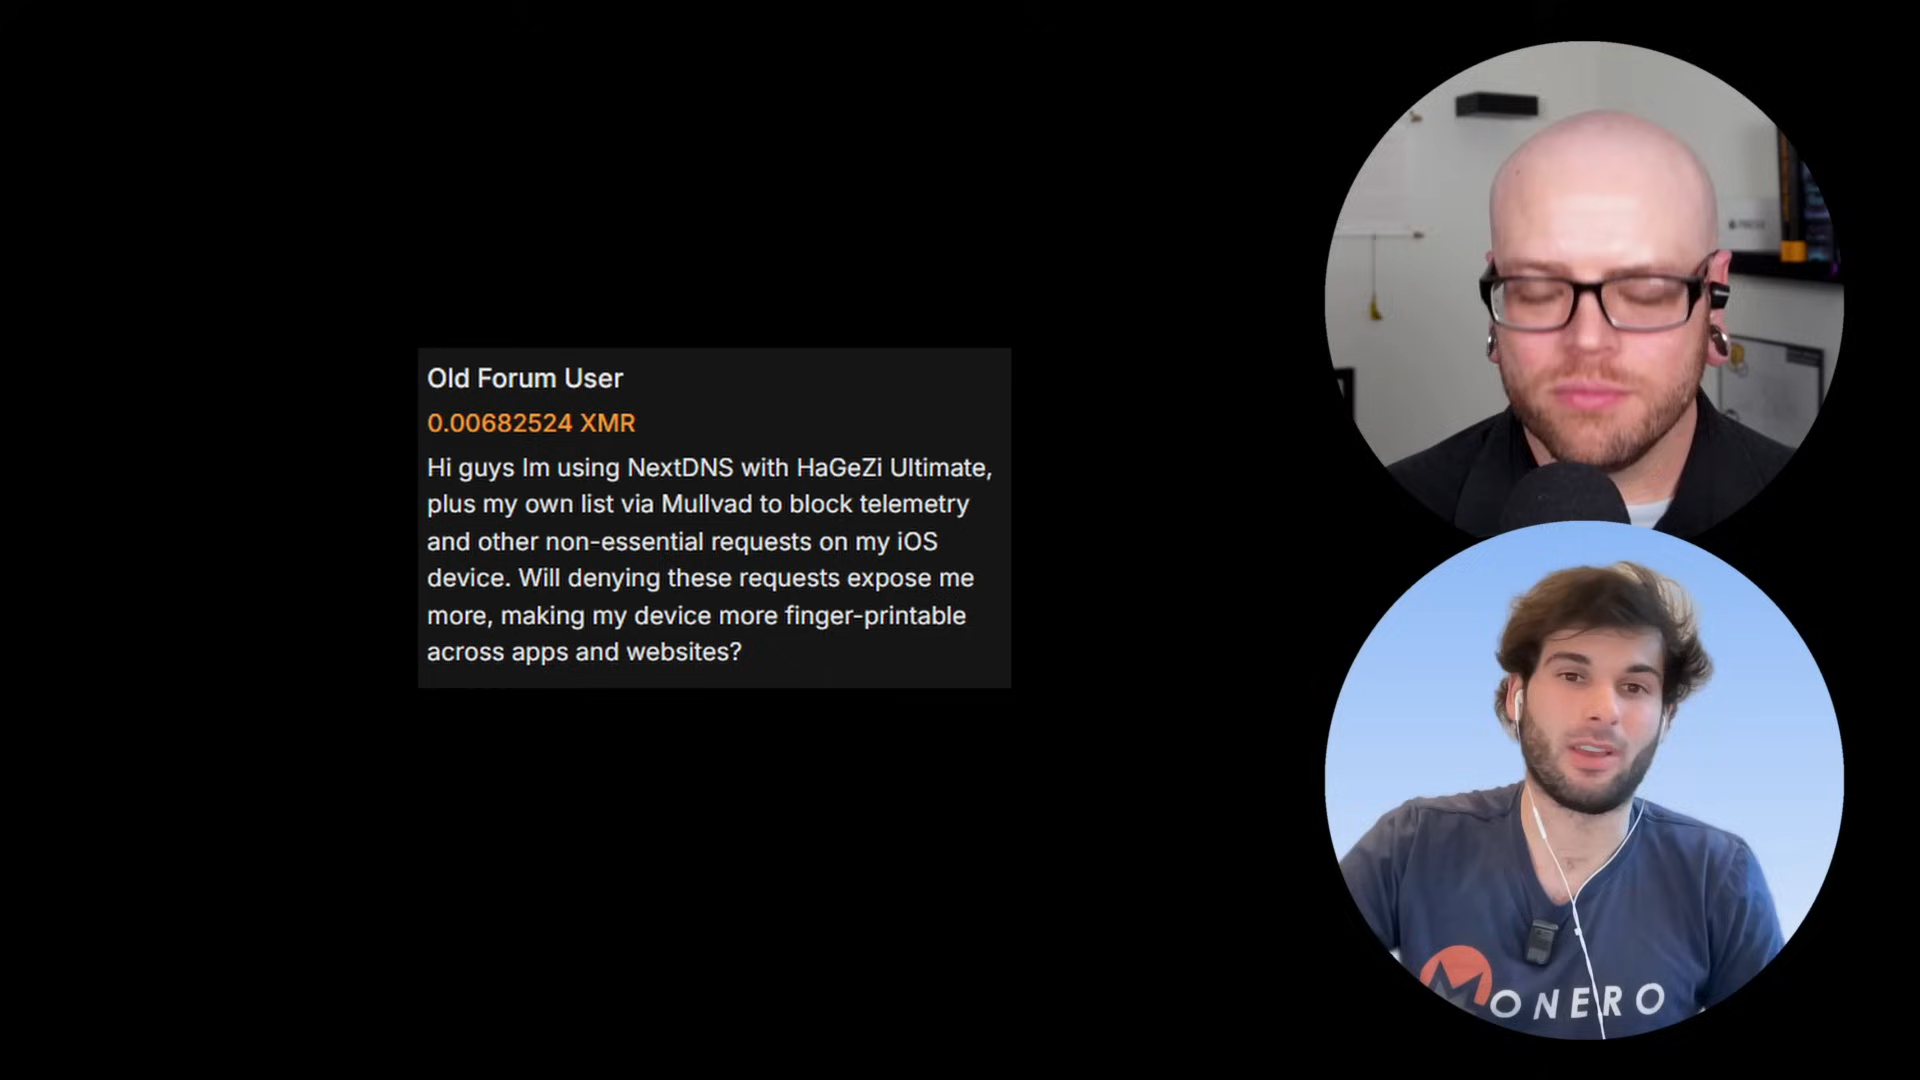 Old Forum User
0.00682524 XMR
Hi guys Im using NextDNS with HaGeZi Ultimate,
plus my own list via Mullvad to block telemetry
and other non-essential requests on my iOS
device. Will denying these requests expose me
more, making my device more finger-printable
across apps and websites?
MONERO